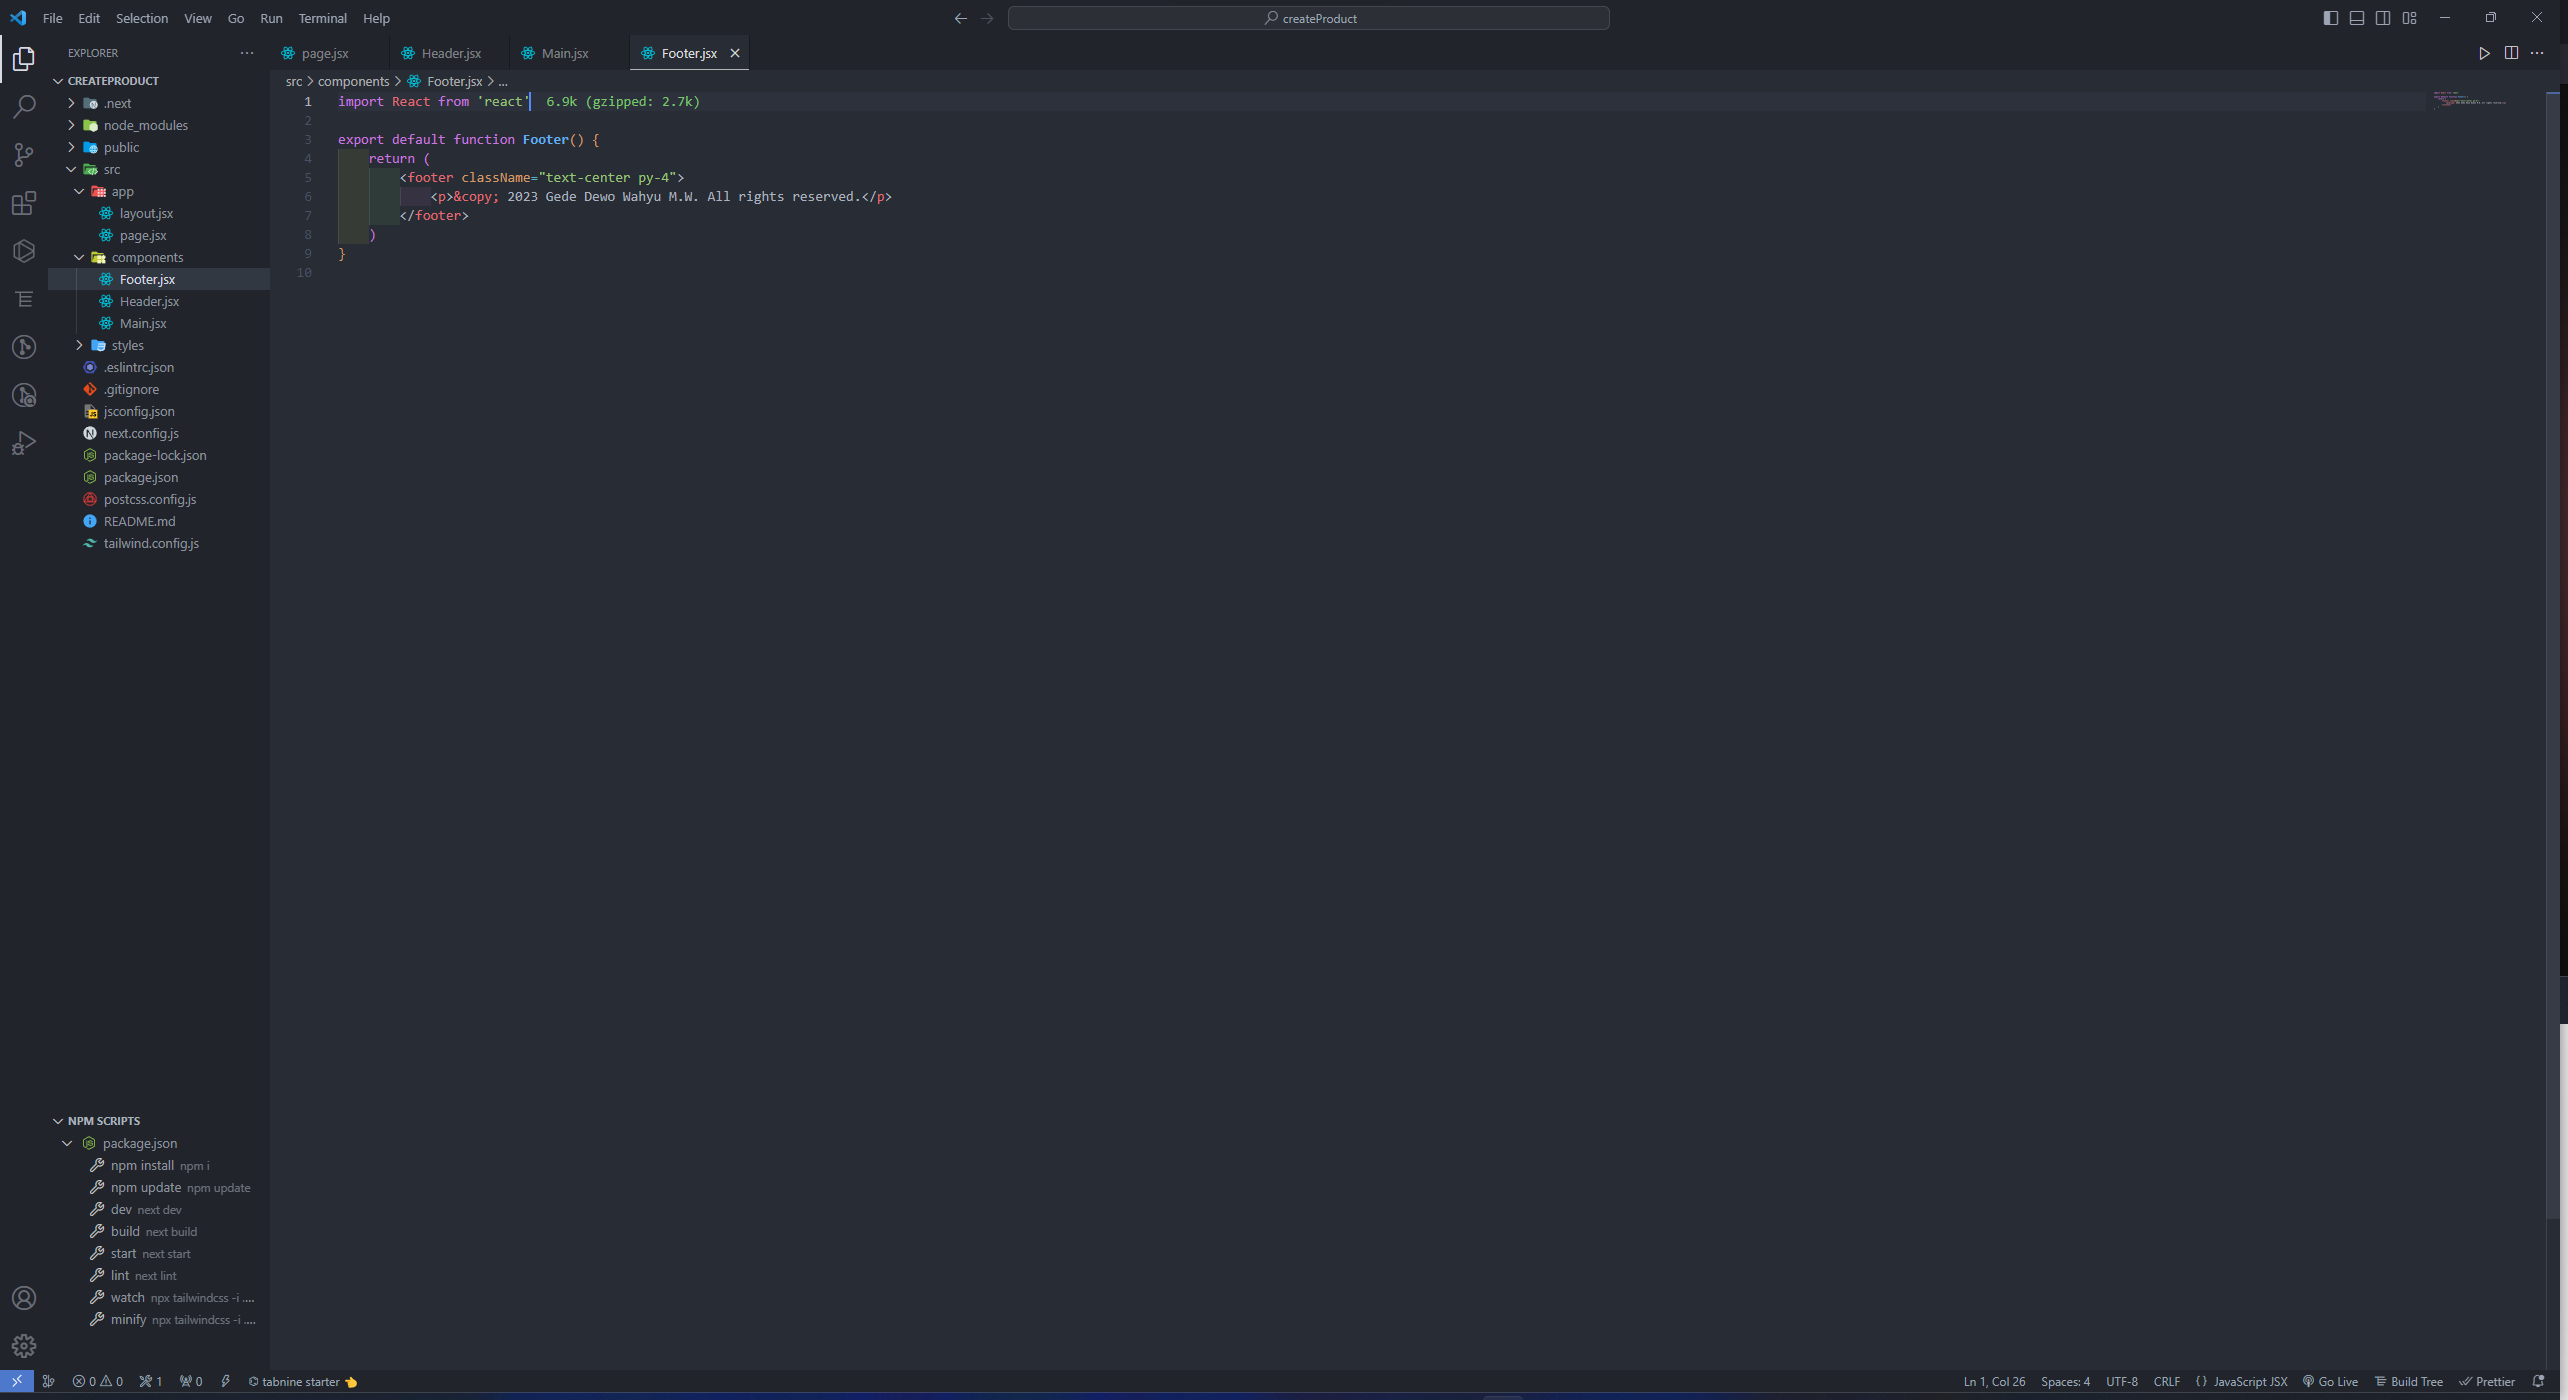 File Edit Selection View Go Run Terminal Help
createProduct
EXPLORER
CREATEPRODUCT
.next
node_modules
public
src
app
layout.jsx
page.jsx
components
Footer.jsx
Header.jsx
Main.jsx
styles
.eslintrc.json
.gitignore
jsconfig.json
next.config.js
package-lock.json
package.json
postcss.config.js
README.md
tailwind.config.js
NPM SCRIPTS
package.json
npm install npm i
npm update npm update
dev next dev
build next build
start next start
lint next lint
watch npx tailwindcss -i ....
minify npx tailwindcss -i ....
page.jsx Header.jsx Main.jsx Footer.jsx
src > components > Footer.jsx > ...
1 import React from 'react' 6.9k (gzipped: 2.7k)
2
3 export default function Footer() {
4 return (
5 <footer className="text-center py-4">
6 <p>&copy; 2023 Gede Dewo Wahyu M.W. All rights reserved.</p>
7 </footer>
8 )
9 }
10
0 0 1 0 tabnine starter Ln 1, Col 26 Spaces: 4 UTF-8 CRLF {} JavaScript JSX Go Live Build Tree Prettier